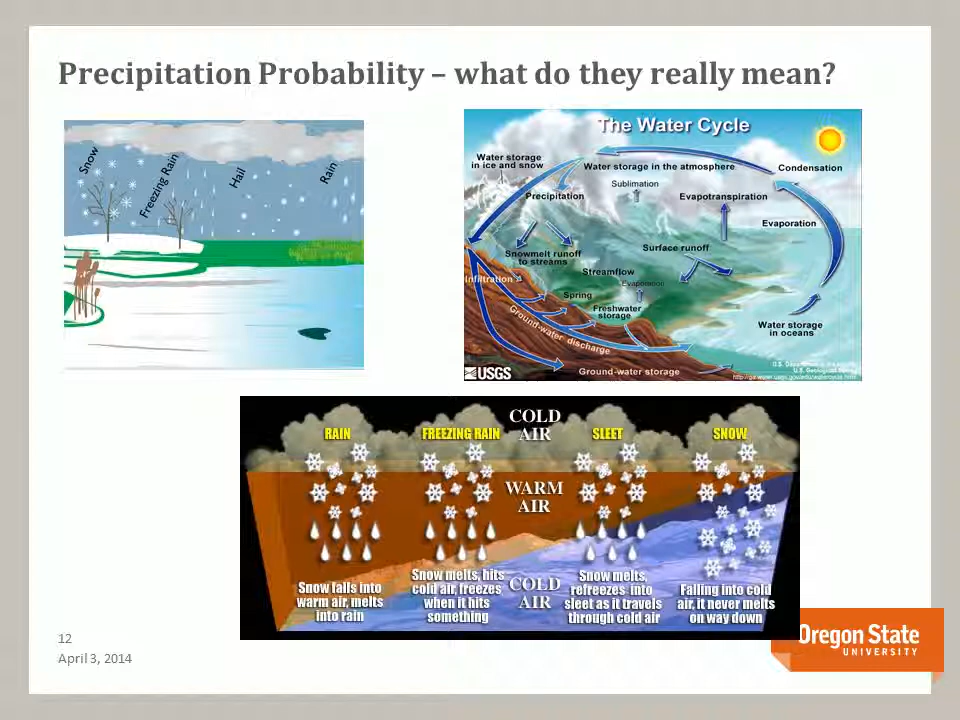 Precipitation Probability – what do they really mean?
Snow
Freezing Rain
Hail
Rain
The Water Cycle
Water storage
in ice and snow
Water storage in the atmosphere
Condensation
Sublimation
Precipitation
Evapotranspiration
Evaporation
Surface runoff
Snowmelt runoff
to streams
Streamflow
Infiltration
Evaporation
Spring
Freshwater
storage
Ground-water discharge
Water storage
in oceans
Ground-water storage
USGS
COLD
AIR
RAIN
FREEZING RAIN
SLEET
SNOW
WARM
AIR
Snow falls into
warm air, melts
into rain
Snow melts, hits
cold air, freezes
when it hits
something
COLD
AIR
Snow melts,
refreezes into
sleet as it travels
through cold air
Falling into cold
air, it never melts
on way down
12
April 3, 2014
Oregon State
UNIVERSITY